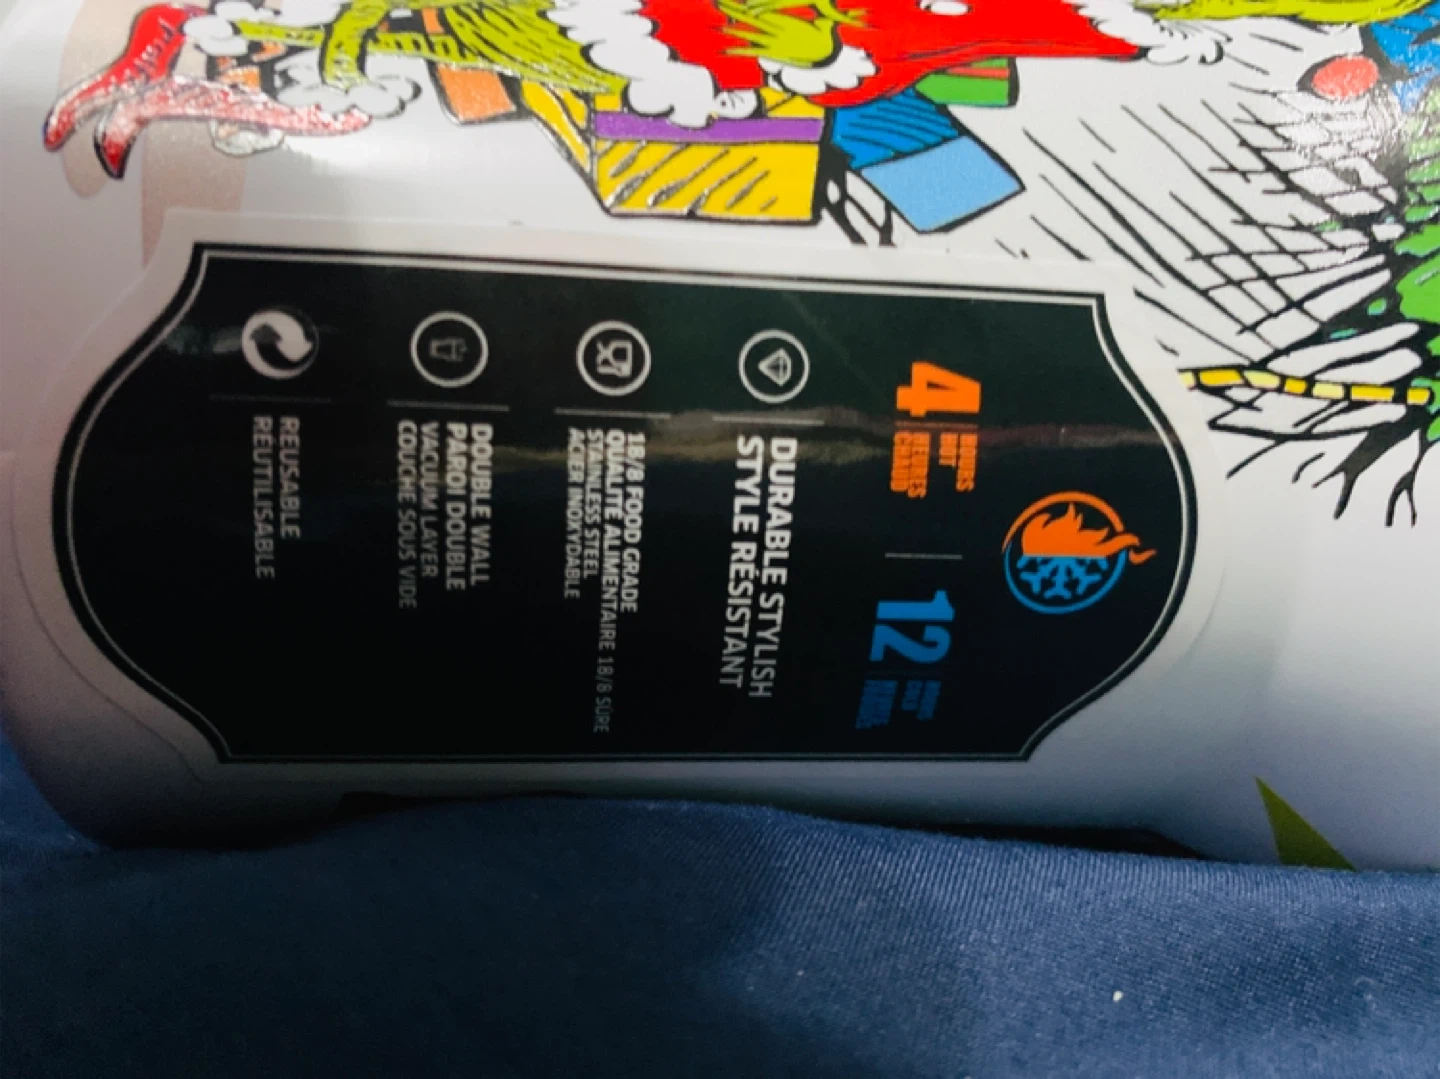 4
HOURS
HOT
HEURES
CHAUD
12
DURABLE STYLISH
STYLE RÉSISTANT
18/8 FOOD GRADE
QUALITÉ ALIMENTAIRE 18/8 SÛRE
STAINLESS STEEL
ACIER INOXYDABLE
DOUBLE WALL
PAROI DOUBLE
VACUUM LAYER
COUCHE SOUS VIDE
REUSABLE
RÉUTILISABLE